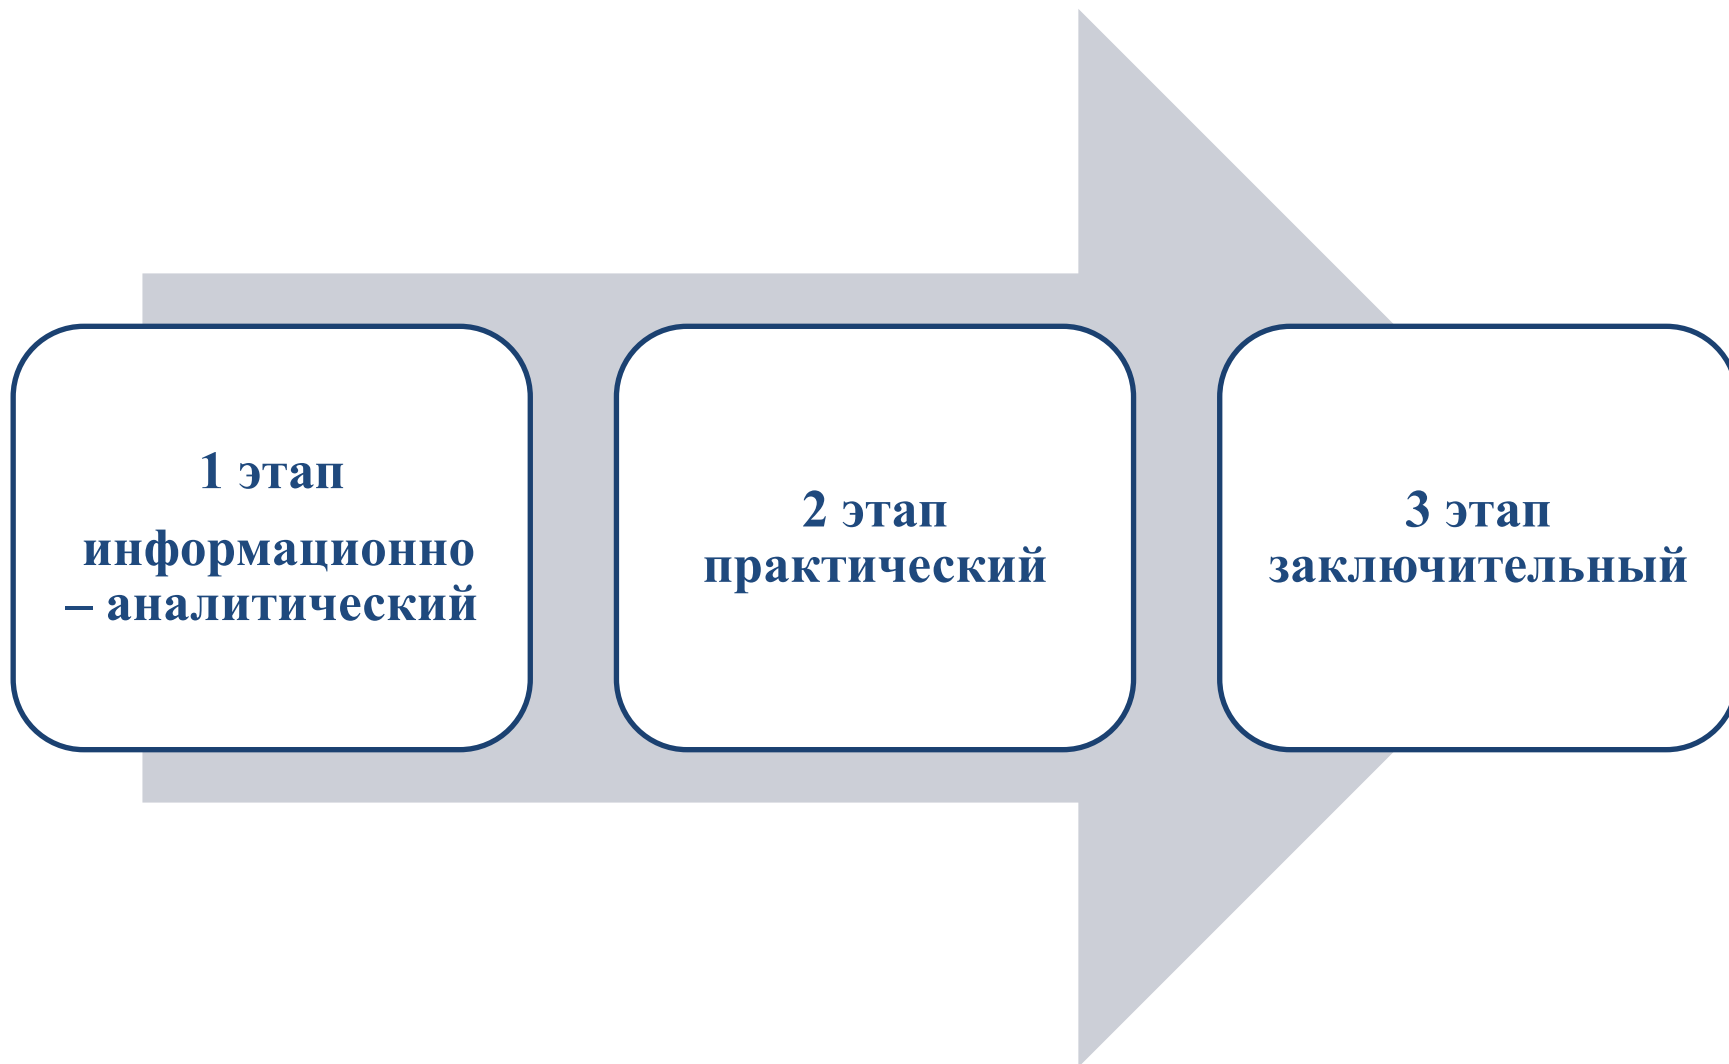 1 этап
информационно
– аналитический
2 этап
практический
3 этап
заключительный